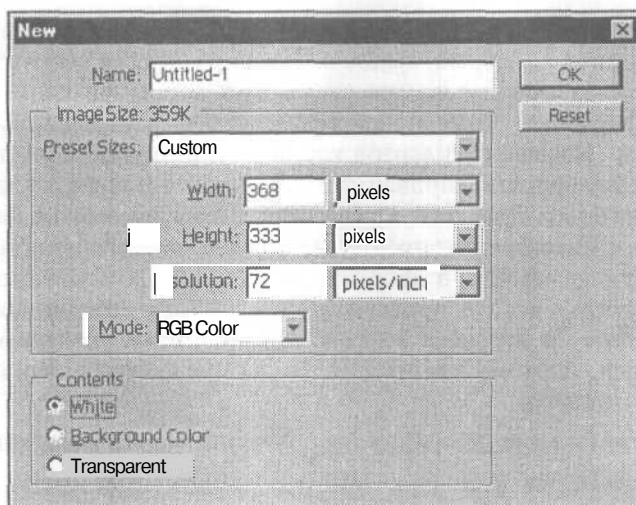 New
Name: Untitled-1
OK
Image Size: 359K
Reset
Preset Sizes: Custom
Width: 368 pixels
j Height: 333 pixels
solution: 72 pixels/inch
Mode: RGB Color
Contents
White
Background Color
Transparent